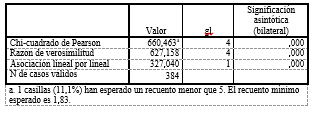 Valor gl Significación asintótica (bilateral)
Chi-cuadrado de Pearson 660,463ª 4 ,000
Razón de verosimilitud 627,158 4 ,000
Asociación lineal por lineal 327,040 1 ,000
N de casos válidos 384
a. 1 casillas (11,1%) han esperado un recuento menor que 5. El recuento mínimo
esperado es 1,83.